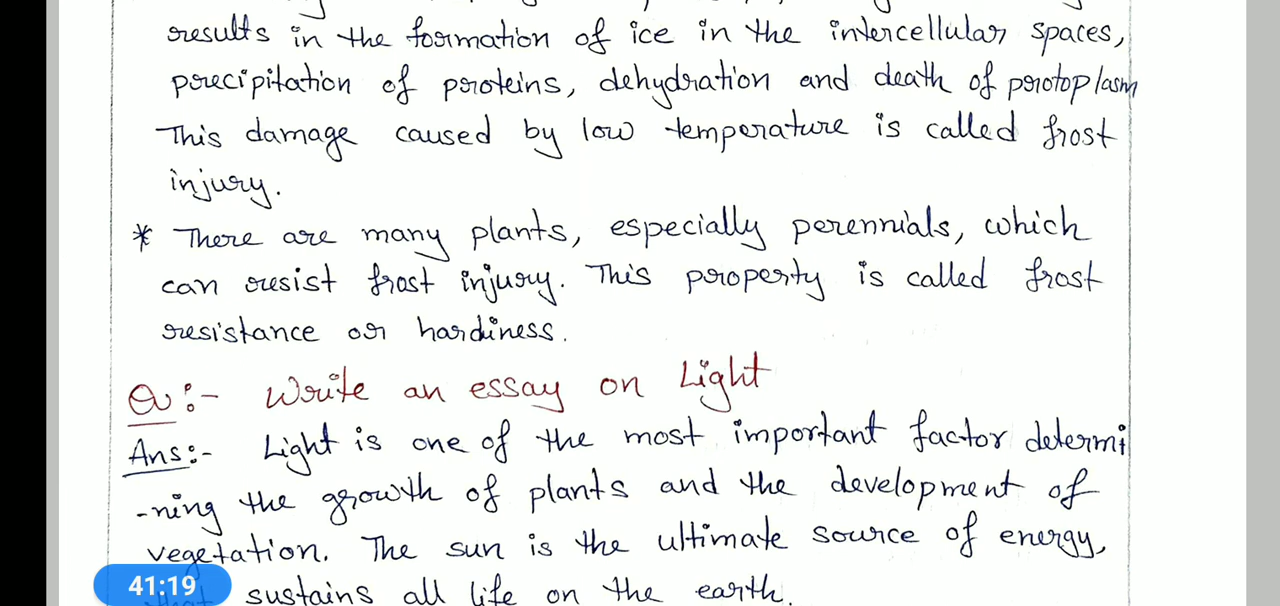 results in the formation of ice in the intercellular spaces,
precipitation of proteins, dehydration and death of protoplasm
This damage caused by low temperature is called frost
injury.
* There are many plants, especially perennials, which
can resist frost injury. This property is called frost
resistance or hardiness.
Q:- Write an essay on Light
Ans:- Light is one of the most important factor determi
-ning the growth of plants and the development of
vegetation. The sun is the ultimate source of energy,
sustains all life on the earth.
41:19